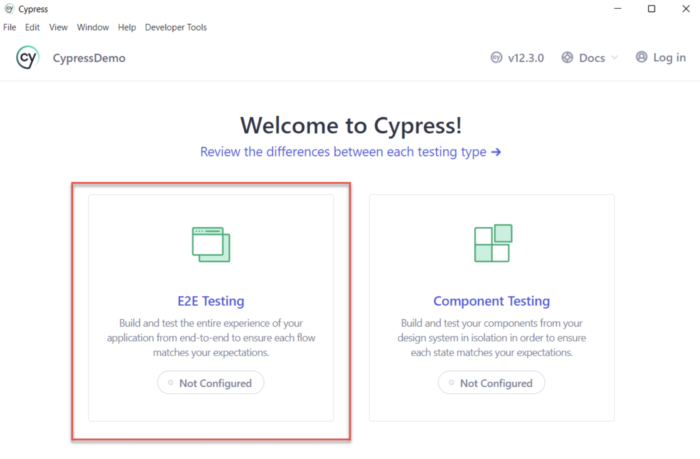 Cypress
File Edit View Window Help Developer Tools
cy CypressDemo
cy v12.3.0 Docs Log in
Welcome to Cypress!
Review the differences between each testing type →
E2E Testing
Build and test the entire experience of your
application from end-to-end to ensure each flow
matches your expectations.
Not Configured
Component Testing
Build and test your components from your
design system in isolation in order to ensure
each state matches your expectations.
Not Configured